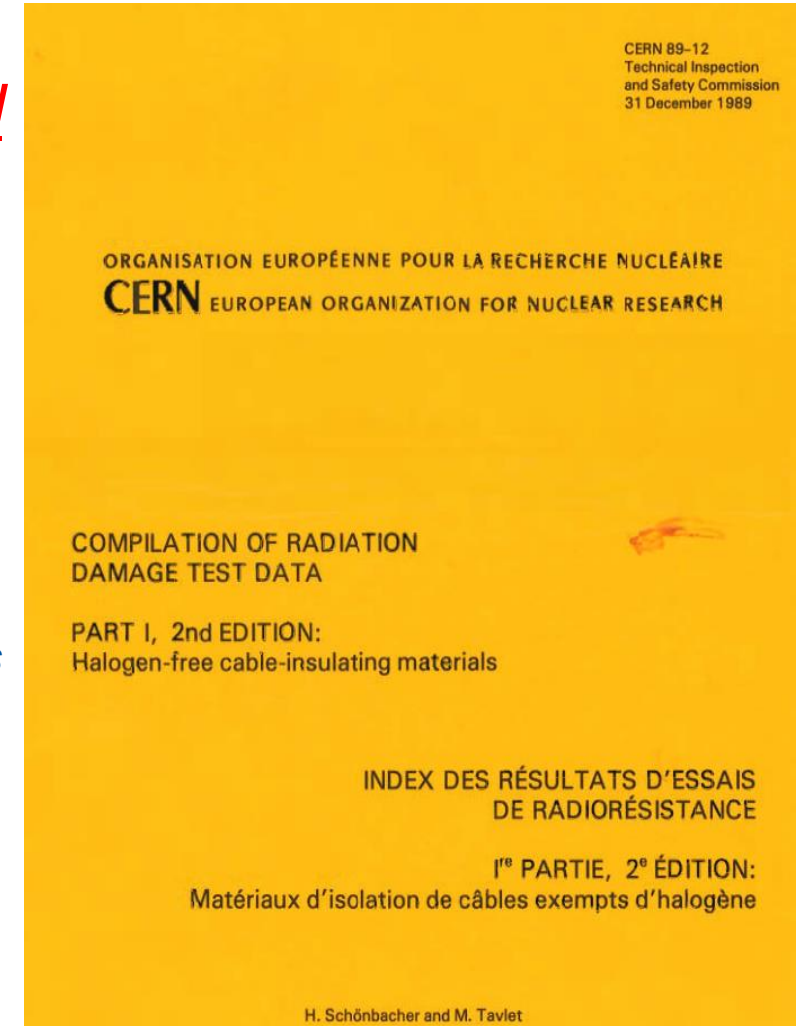 CERN 89–12
Technical Inspection
and Safety Commission
31 December 1989
ORGANISATION EUROPÉENNE POUR LA RECHERCHE NUCLÉAIRE
CERN EUROPEAN ORGANIZATION FOR NUCLEAR RESEARCH
COMPILATION OF RADIATION
DAMAGE TEST DATA
PART I, 2nd EDITION:
Halogen-free cable-insulating materials
INDEX DES RÉSULTATS D'ESSAIS
DE RADIORÉSISTANCE
Iʳᵉ PARTIE, 2ᵉ ÉDITION:
Matériaux d'isolation de câbles exempts d'halogène
H. Schönbacher and M. Tavlet